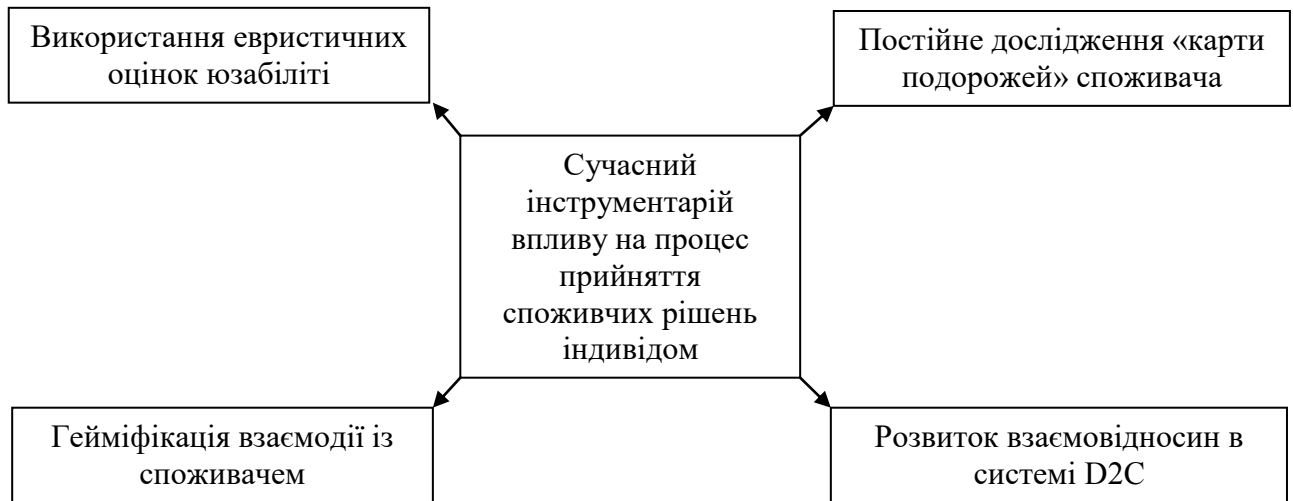 Використання евристичних
оцінок юзабіліті
Постійне дослідження «карти
подорожей» споживача
Сучасний
інструментарій
впливу на процес
прийняття
споживчих рішень
індивідом
Гейміфікація взаємодії із
споживачем
Розвиток взаємовідносин в
системі D2C